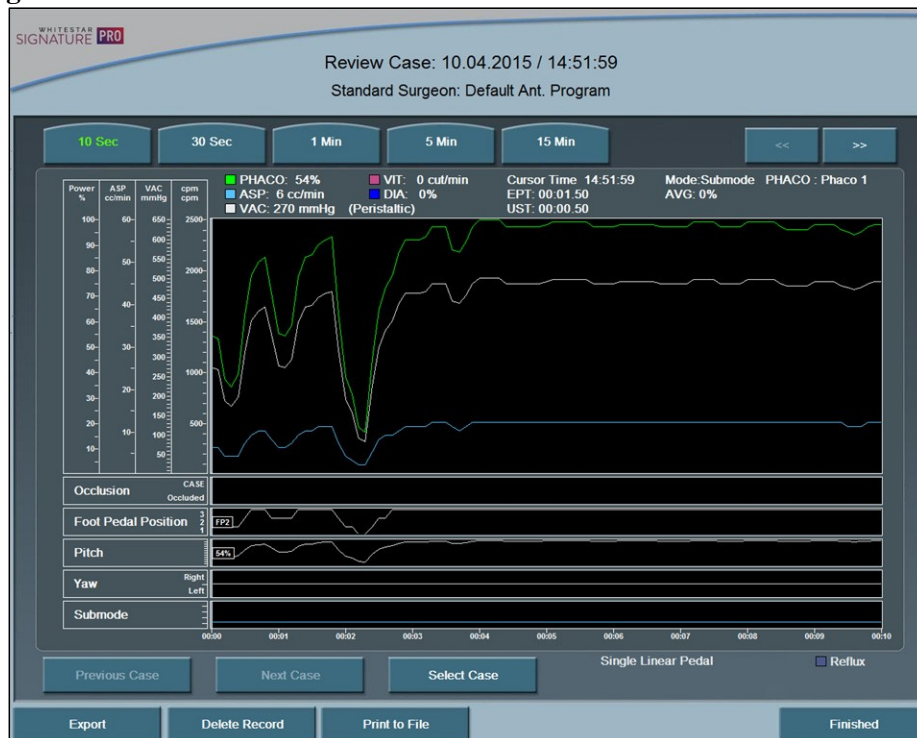 WHITESTAR
SIGNATURE PRO
Review Case: 10.04.2015 / 14:51:59
Standard Surgeon: Default Ant. Program
10 Sec 30 Sec 1 Min 5 Min 15 Min << >>
PHACO: 54% VIT: 0 cut/min Cursor Time 14:51:59 Mode:Submode PHACO : Phaco 1
ASP: 6 cc/min DIA: 0% EPT: 00:01.50 AVG: 0%
VAC: 270 mmHg (Peristaltic) UST: 00:00.50
Power ASP VAC cpm
% cc/min mmHg cpm
100 60 650 2500
90 600
50 550
80 500 2000
70 450
40 400
60 1500
350
50 30 300
40 250 1000
20 200
30
150
20 10 100 500
10 50
Occlusion CASE
Occluded
Foot Pedal Position 3 2 1 FP2
Pitch 54%
Yaw Right
Left
Submode
00:00 00:01 00:02 00:03 00:04 00:05 00:06 00:07 00:08 00:09 00:10
Single Linear Pedal Reflux
Previous Case Next Case Select Case
Export Delete Record Print to File Finished